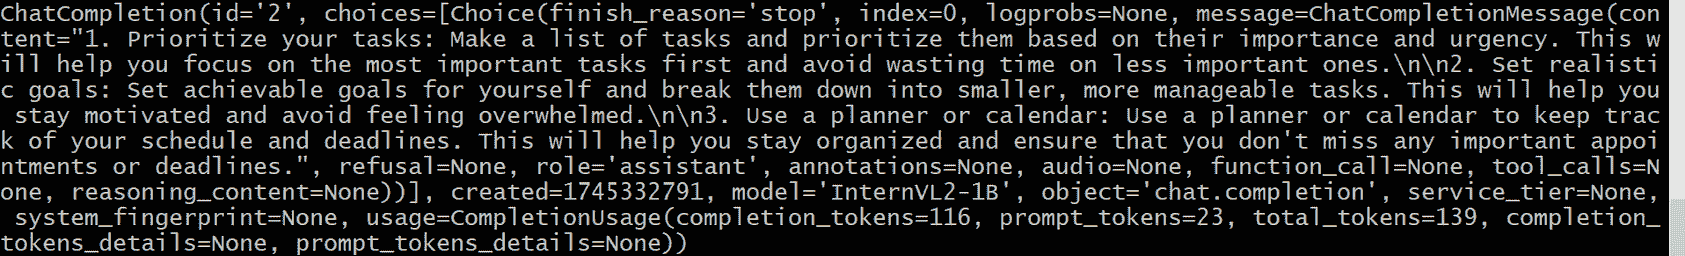 ChatCompletion(id='2', choices=[Choice(finish_reason='stop', index=0, logprobs=None, message=ChatCompletionMessage(con
tent="1. Prioritize your tasks: Make a list of tasks and prioritize them based on their importance and urgency. This w
ill help you focus on the most important tasks first and avoid wasting time on less important ones.\n\n2. Set realisti
c goals: Set achievable goals for yourself and break them down into smaller, more manageable tasks. This will help you
 stay motivated and avoid feeling overwhelmed.\n\n3. Use a planner or calendar: Use a planner or calendar to keep trac
k of your schedule and deadlines. This will help you stay organized and ensure that you don't miss any important appoi
ntments or deadlines.", refusal=None, role='assistant', annotations=None, audio=None, function_call=None, tool_calls=N
one, reasoning_content=None))], created=1745332791, model='InternVL2-1B', object='chat.completion', service_tier=None,
 system_fingerprint=None, usage=CompletionUsage(completion_tokens=116, prompt_tokens=23, total_tokens=139, completion_
tokens_details=None, prompt_tokens_details=None))